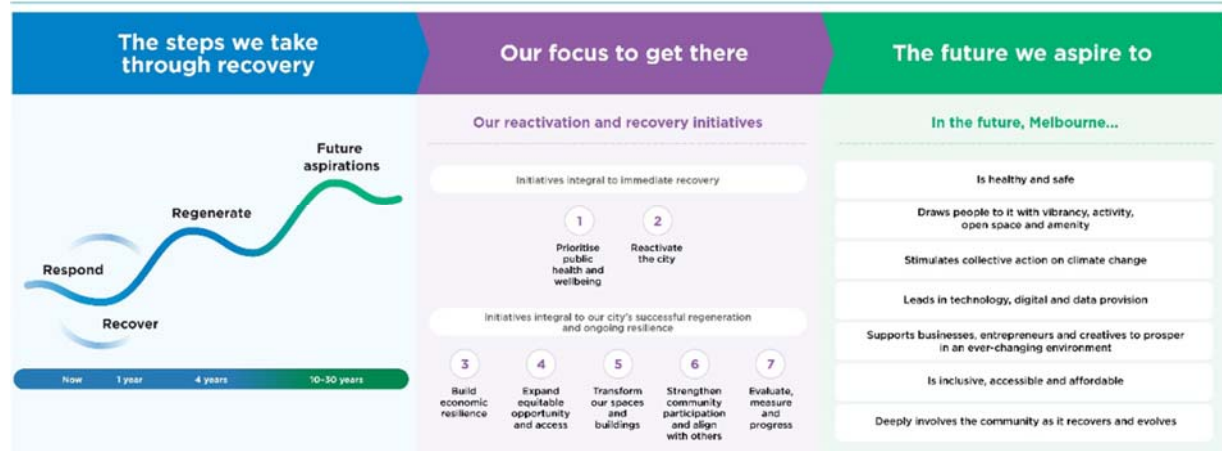 The steps we take
through recovery
Our focus to get there
The future we aspire to
Future
aspirations
Regenerate
Respond
Recover
Now
1 year
4 years
10-30 years
Our reactivation and recovery initiatives
Initiatives integral to immediate recovery
1
Prioritise
public
health and
wellbeing
2
Reactivate
the city
Initiatives integral to our city's successful regeneration
and ongoing resilience
3
Build
economic
resilience
4
Expand
equitable
opportunity
and access
5
Transform
our spaces
and
buildings
6
Strengthen
community
participation
and align
with others
7
Evaluate,
measure
and
progress
In the future, Melbourne...
Is healthy and safe
Draws people to it with vibrancy, activity,
open space and amenity
Stimulates collective action on climate change
Leads in technology, digital and data provision
Supports businesses, entrepreneurs and creatives to prosper
in an ever-changing environment
Is inclusive, accessible and affordable
Deeply involves the community as it recovers and evolves